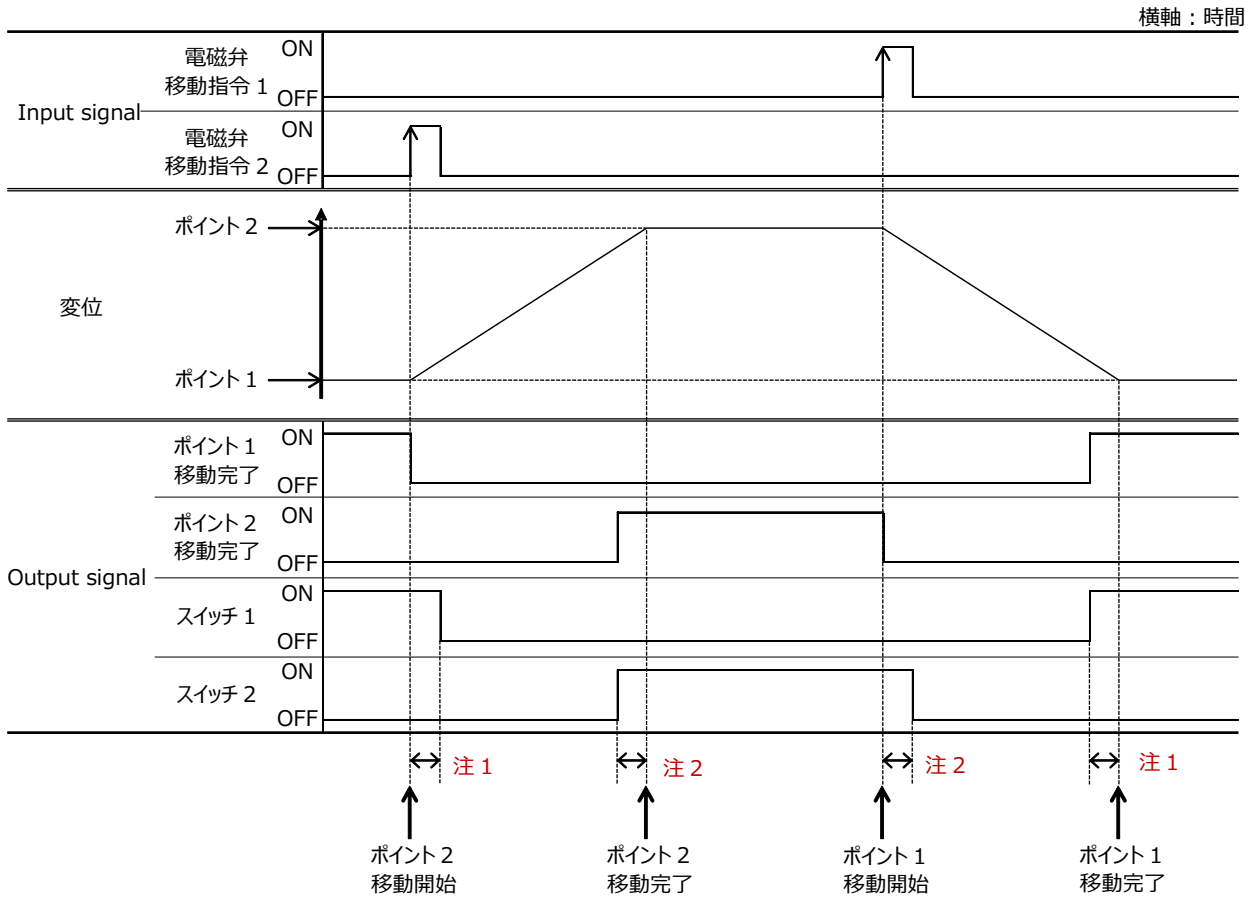 横軸：時間
Input signal
電磁弁
移動指令 1
ON
OFF
電磁弁
移動指令 2
ON
OFF
変位
ポイント 2
ポイント 1
Output signal
ポイント 1
移動完了
ON
OFF
ポイント 2
移動完了
ON
OFF
スイッチ 1
ON
OFF
スイッチ 2
ON
OFF
注 1
注 2
注 2
注 1
ポイント 2
移動開始
ポイント 2
移動完了
ポイント 1
移動開始
ポイント 1
移動完了